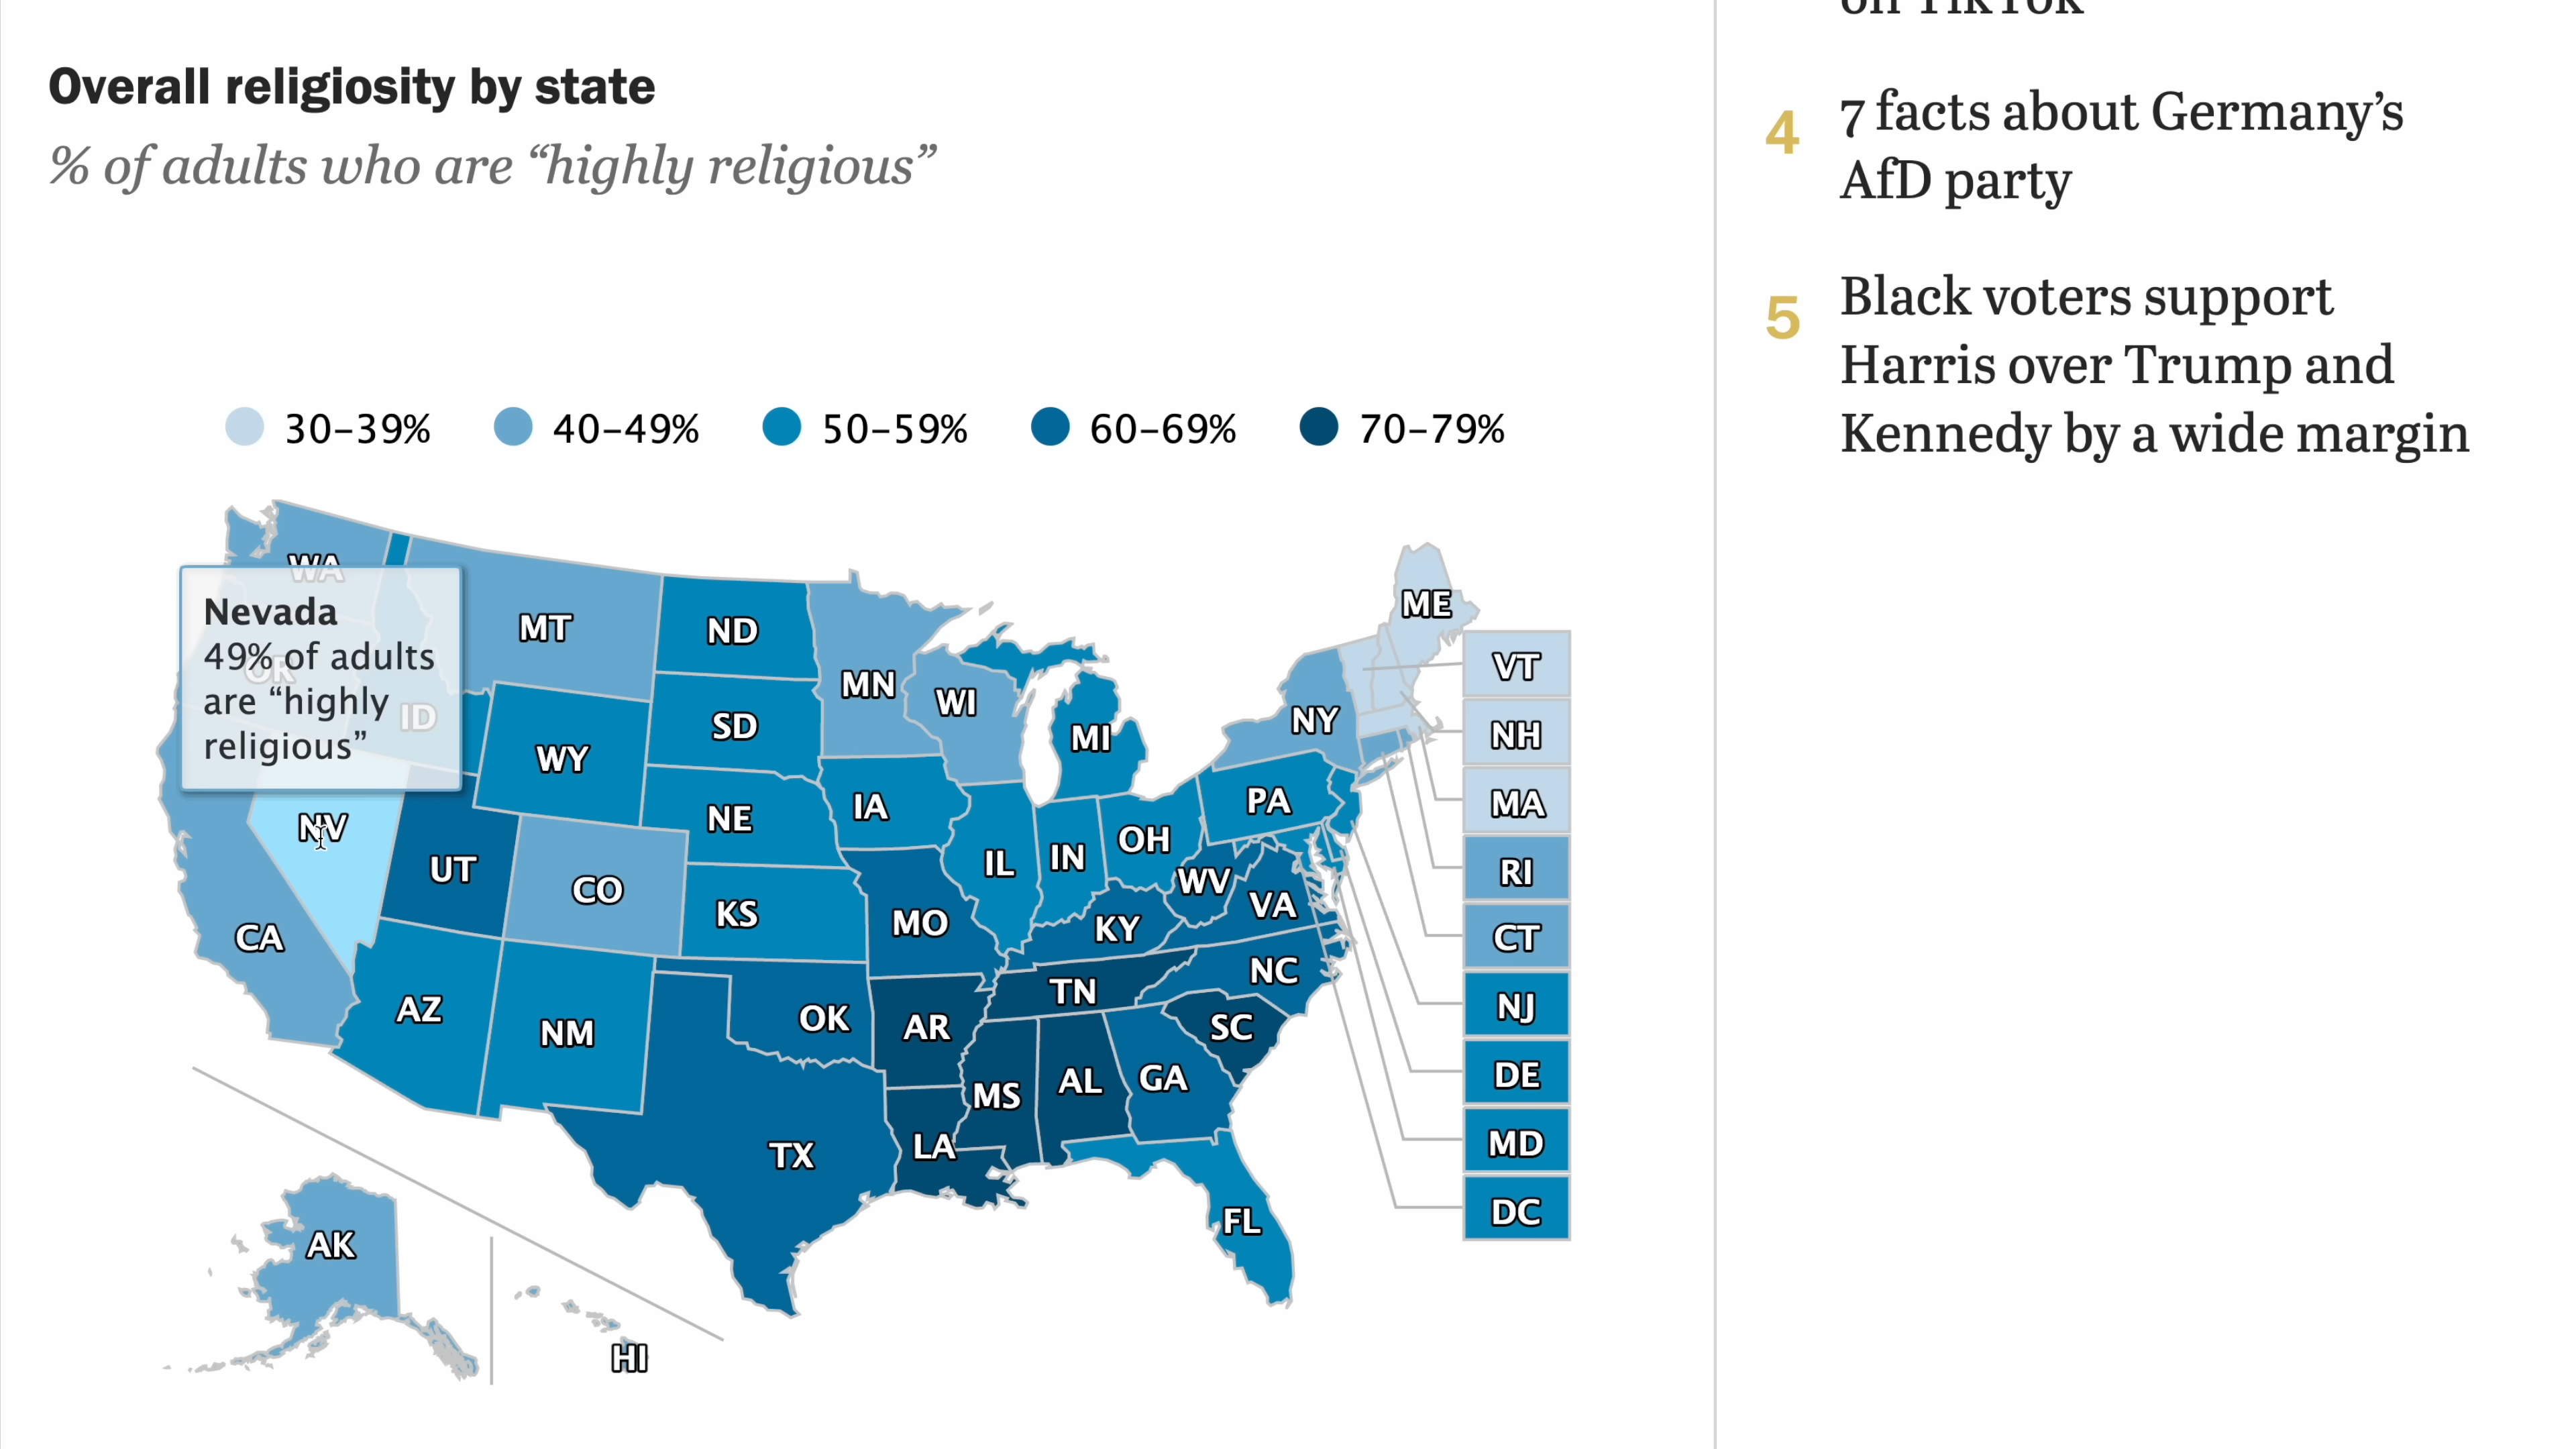 on TikTok
Overall religiosity by state
% of adults who are “highly religious”
4
7 facts about Germany’s
AfD party
5
Black voters support
Harris over Trump and
Kennedy by a wide margin
30–39%
40–49%
50–59%
60–69%
70–79%
WA
Nevada
49% of adults
are “highly
religious”
OR
ID
MT
ND
MN
WI
SD
WY
MI
NY
ME
VT
NH
MA
RI
CT
NJ
DE
MD
DC
NV
UT
CO
NE
IA
IL
IN
OH
PA
WV
VA
KS
MO
KY
CA
AZ
NM
OK
AR
TN
NC
SC
MS
AL
GA
TX
LA
FL
AK
HI